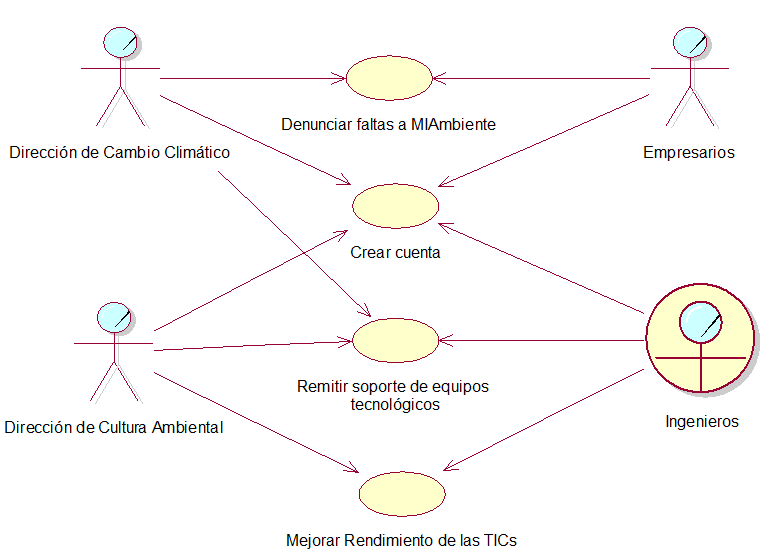 Denunciar faltas a MIAmbiente
Dirección de Cambio Climático
Empresarios
Crear cuenta
Remitir soporte de equipos
tecnológicos
Ingenieros
Dirección de Cultura Ambiental
Mejorar Rendimiento de las TICs